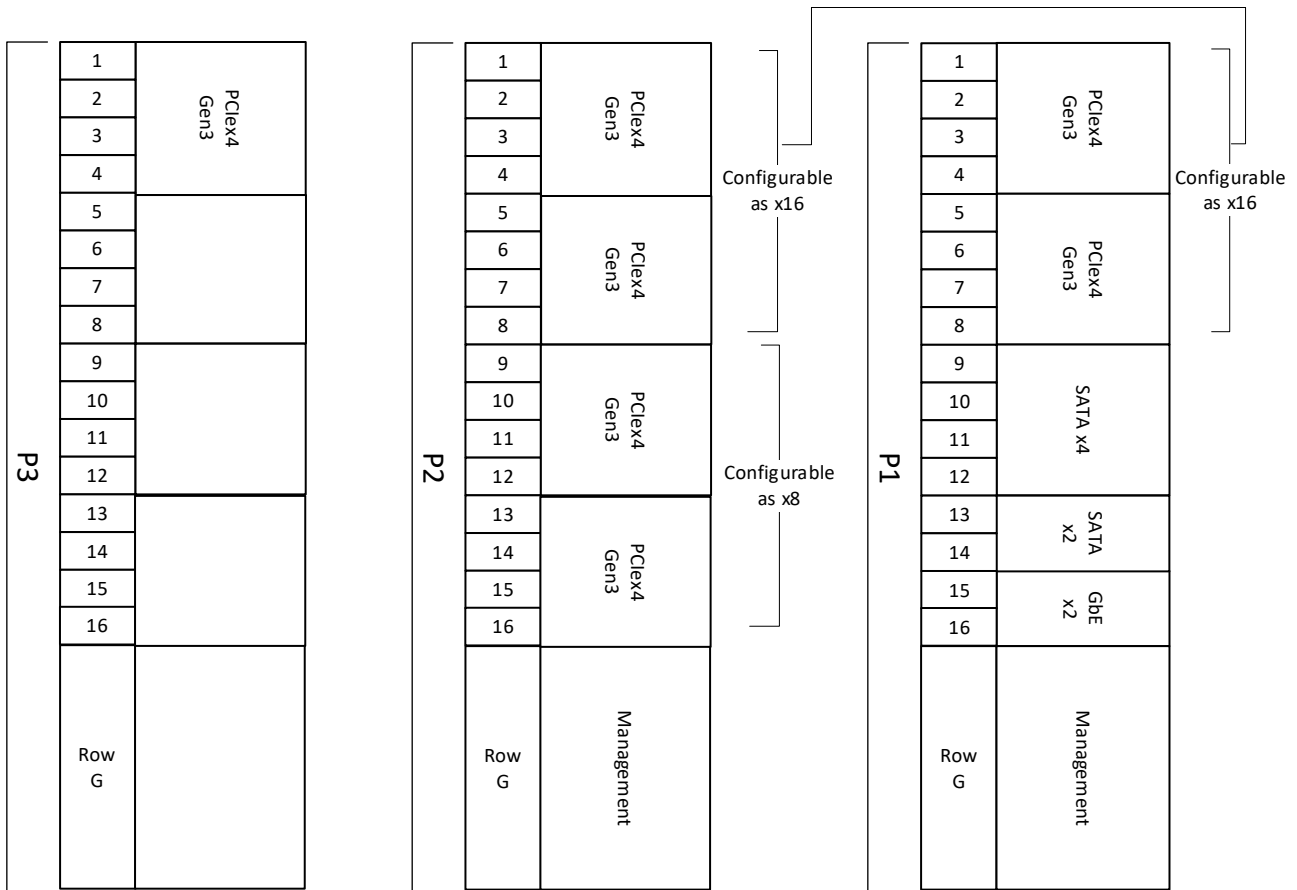 P3
1
2
3
4
5
6
7
8
9
10
11
12
13
14
15
16
Row
G
PCIex4
Gen3
P2
1
2
3
4
5
6
7
8
9
10
11
12
13
14
15
16
Row
G
PCIex4
Gen3
PCIex4
Gen3
PCIex4
Gen3
PCIex4
Gen3
Management
Configurable
as x16
Configurable
as x8
P1
1
2
3
4
5
6
7
8
9
10
11
12
13
14
15
16
Row
G
PCIex4
Gen3
PCIex4
Gen3
SATA x4
SATA
x2
GbE
x2
Management
Configurable
as x16